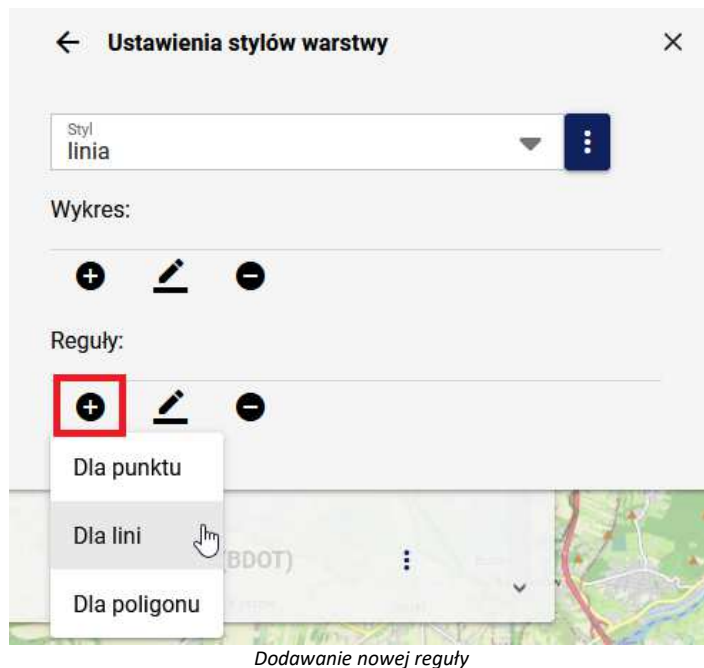 Ustawienia stylów warstwy
Styl
linia
Wykres:
Reguły:
Dla punktu
Dla lini
(BDOT)
Dla poligonu
Dodawanie nowej reguły